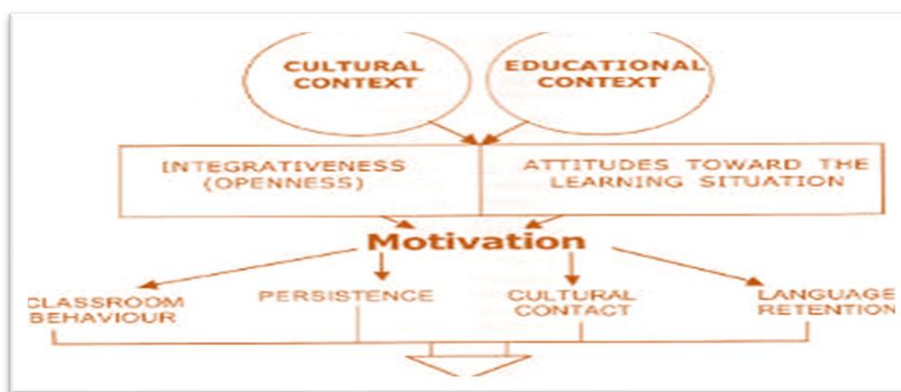 CULTURAL
CONTEXT
EDUCATIONAL
CONTEXT
INTEGRATIVENESS
(OPENNESS)
ATTITUDES TOWARD THE
LEARNING SITUATION
Motivation
CLASSROOM
BEHAVIOUR
PERSISTENCE
CULTURAL
CONTACT
LANGUAGE
RETENTION